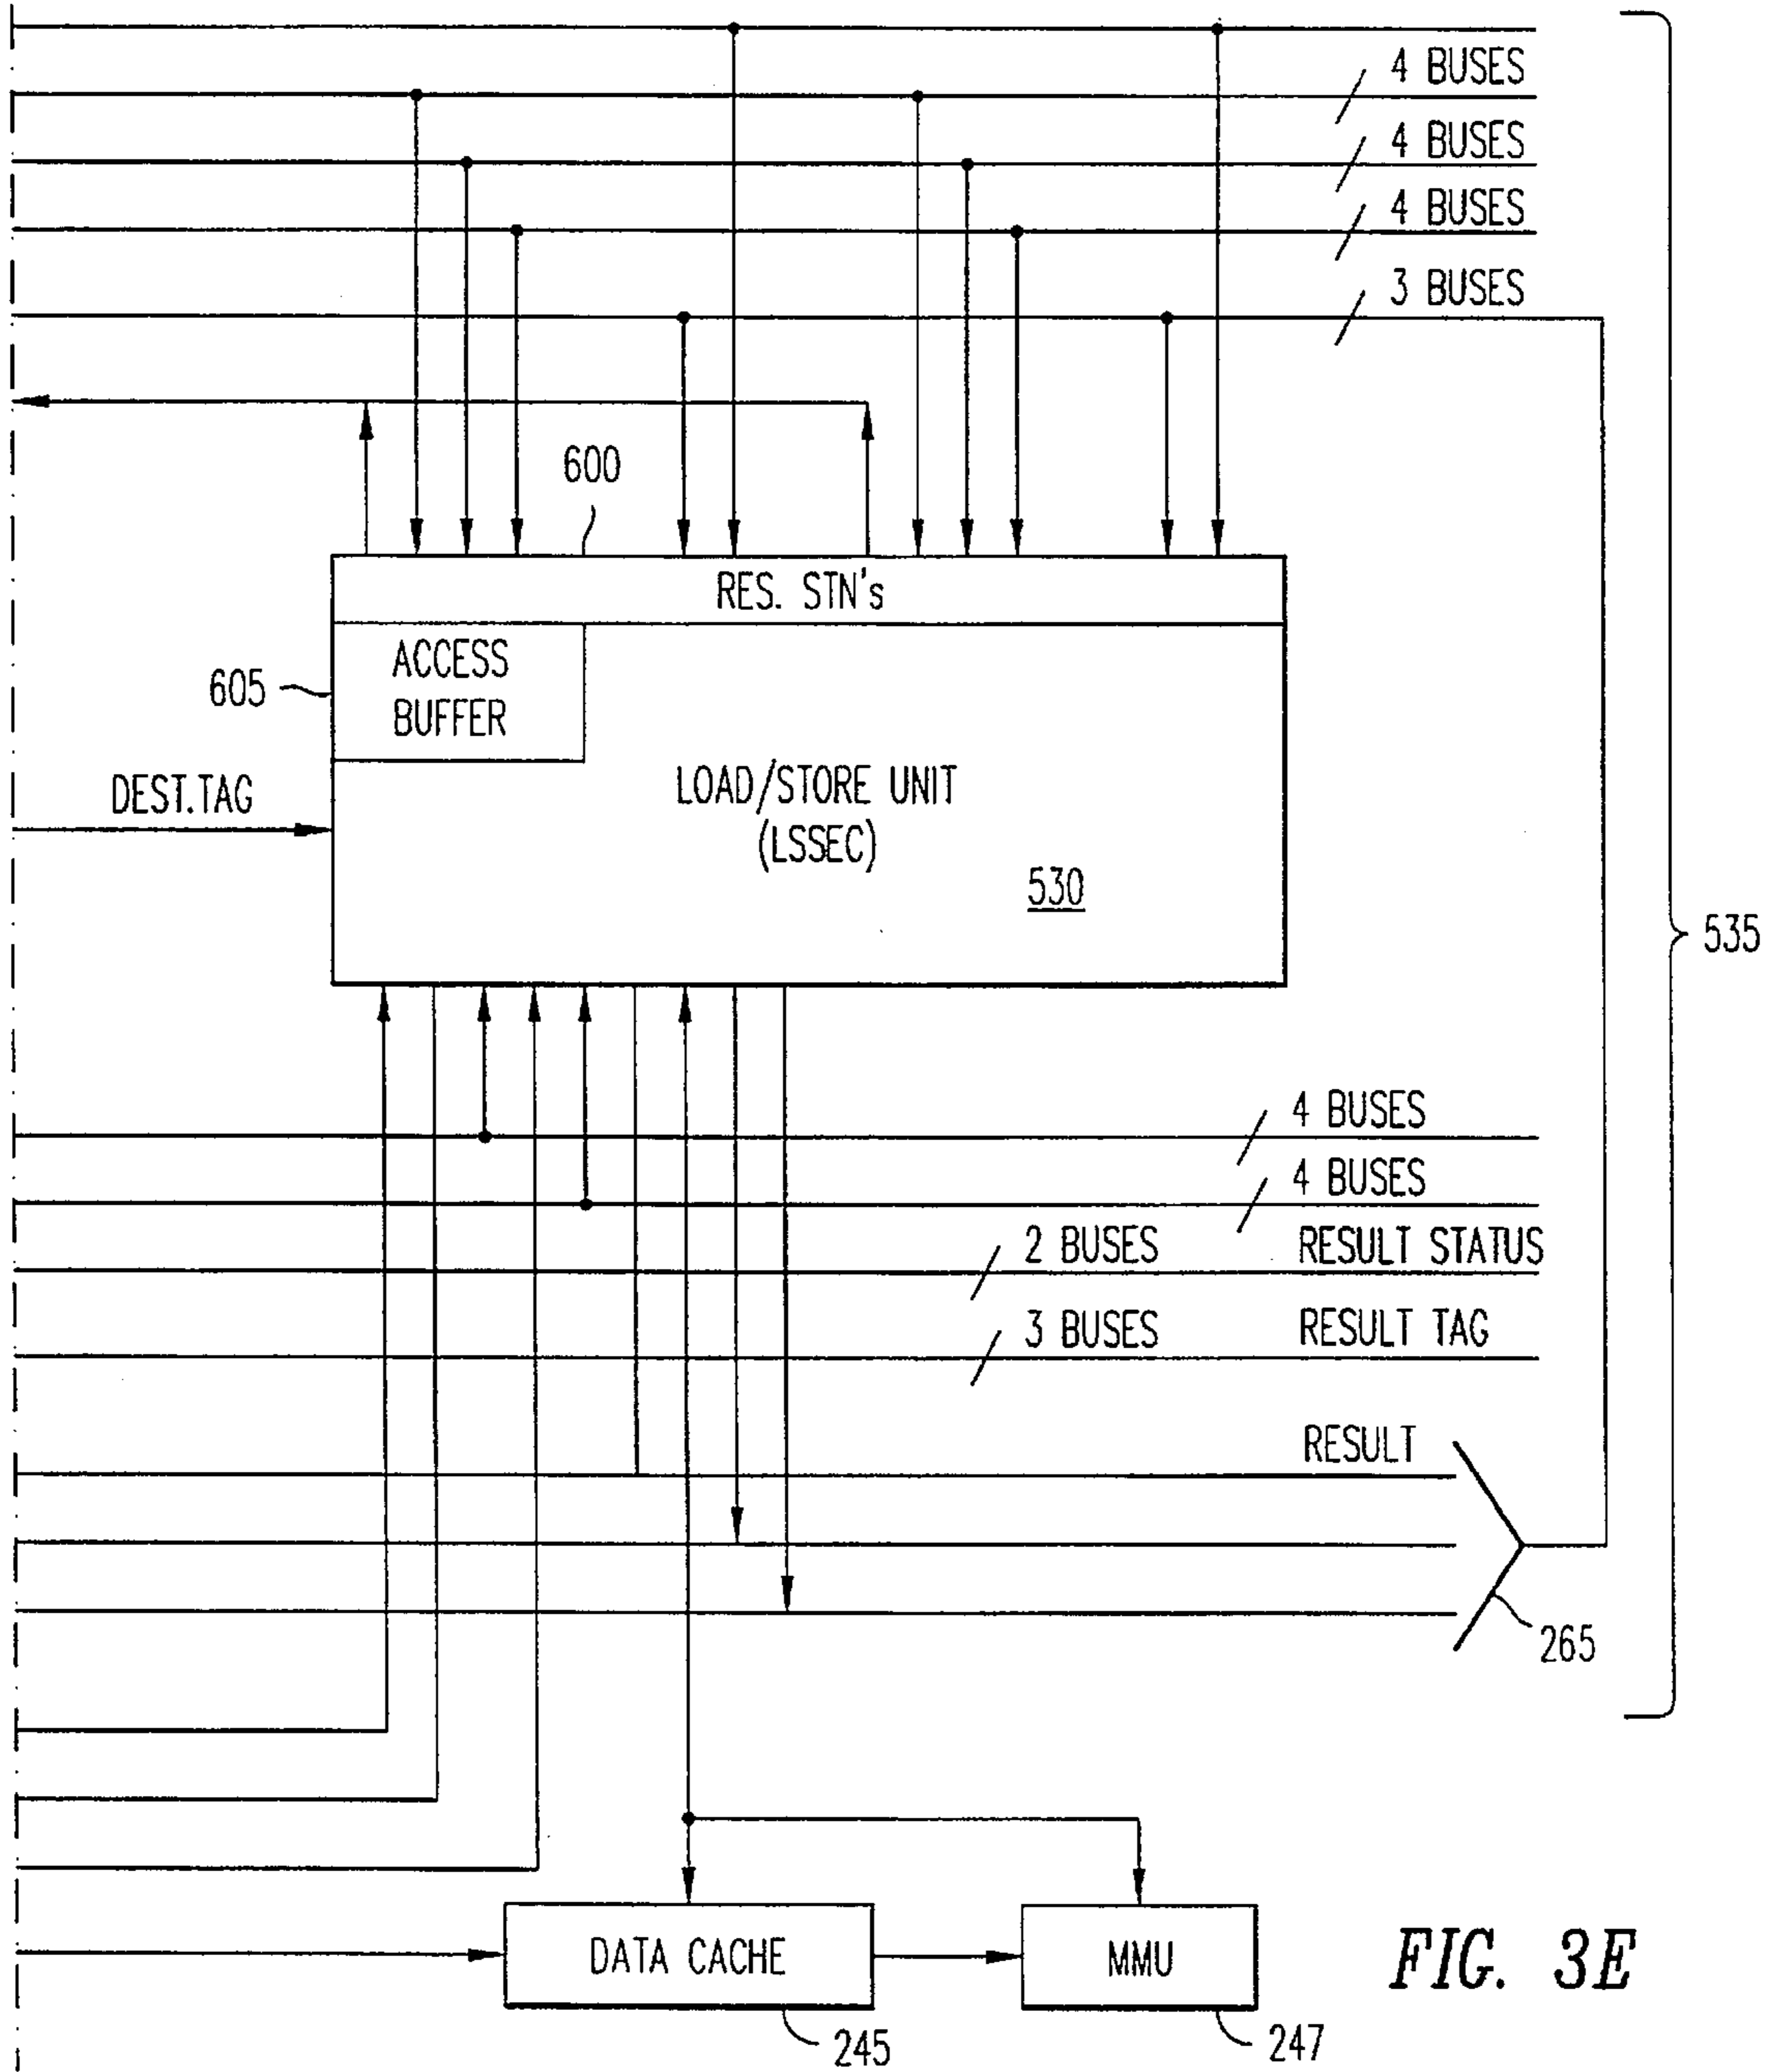 4 BUSES
4 BUSES
4 BUSES
3 BUSES
600
RES. STN's
ACCESS
BUFFER
605
DEST.TAG
LOAD/STORE UNIT
(LSSEC)
530
535
4 BUSES
4 BUSES
2 BUSES RESULT STATUS
3 BUSES RESULT TAG
RESULT
265
DATA CACHE
MMU
FIG. 3E
245
247